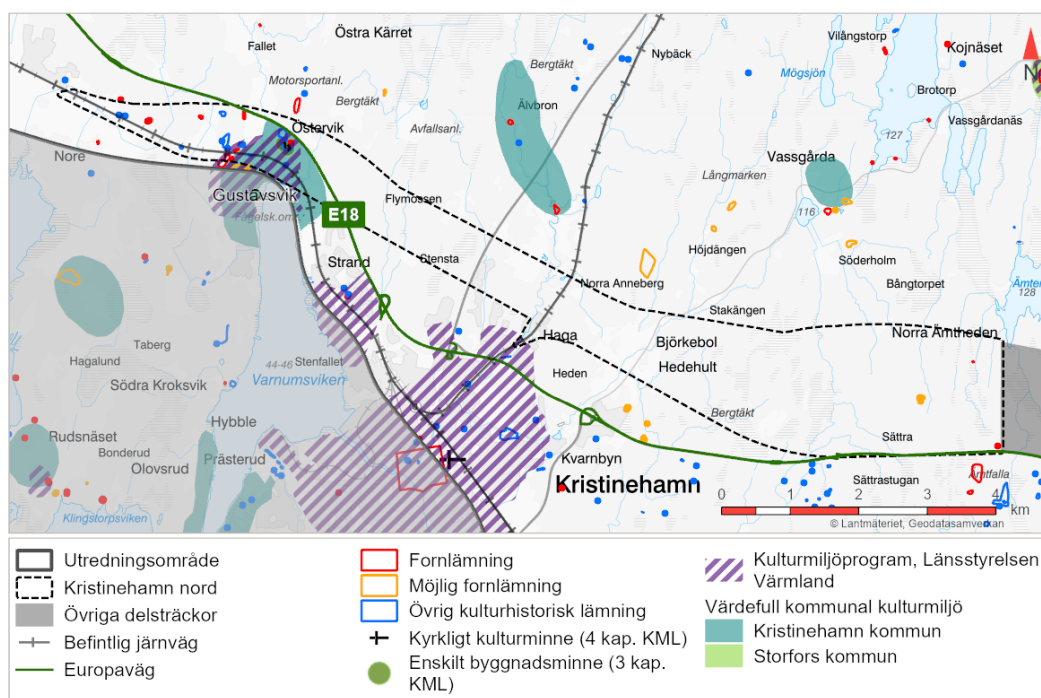 Östra Kärret
Fallet
Motorsportanl.
Bergtäkt
Bergtäkt
Nybäck
Vilångstorp
Kojnäset
Mögsjön
Brotorp
Älvbron
Östervik
Avfallsanl.
127
Vassgårdanäs
Nore
Vassgårda
Långmarken
Gustavsvik
Flymossen
116
E18
Strand
Stensta
Höjdängen
Söderholm
Norra Anneberg
Bångtorpet
128
Stakängen
Taberg
Haga
Norra Ämtheden
Björkebol
Hagalund
44-46
Stenfallet
Hedehult
Södra Kroksvik
Varnumsviken
Heden
Hybble
Bergtäkt
Rudsnäset
Sättra
Bonderud
Prästerud
Kvarnbyn
Olovsrud
Kristinehamn
Sättrastugan
Ämtfalla
Klingstorpsviken
0 1 2 3 4
km
© Lantmäteriet, Geodatasamverkan
Utredningsområde
Kristinehamn nord
Övriga delsträckor
Befintlig järnväg
Europaväg
Fornlämning
Möjlig fornlämning
Övrig kulturhistorisk lämning
Kyrkligt kulturminne (4 kap. KML)
Enskilt byggnadsminne (3 kap.
KML)
Kulturmiljöprogram, Länsstyrelsen
Värmland
Värdefull kommunal kulturmiljö
Kristinehamn kommun
Storfors kommun